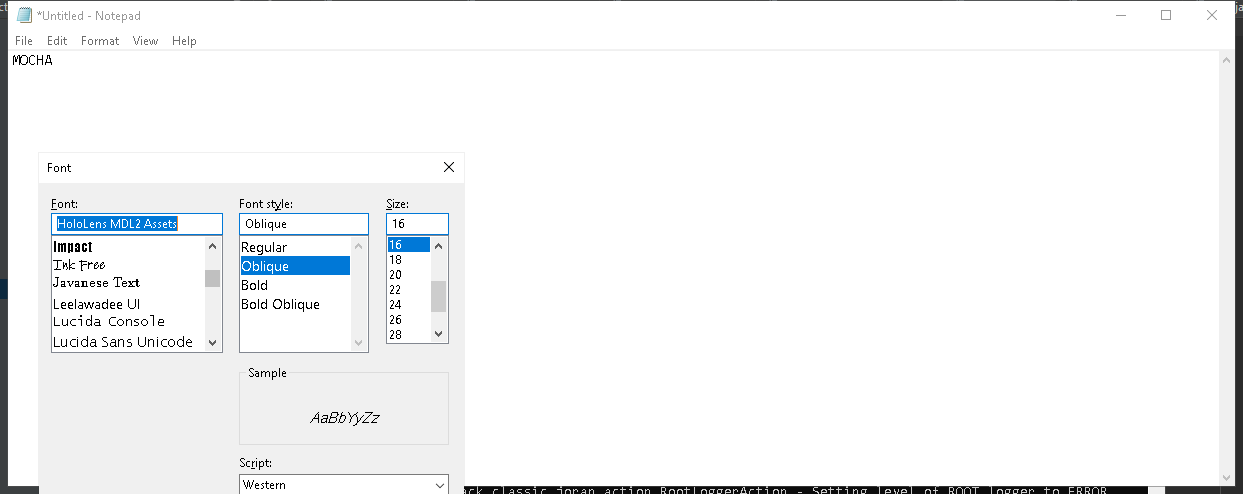 *Untitled - Notepad
File Edit Format View Help
MOCHA
Font
Font: Font style: Size:
HoloLens MDL2 Assets Oblique 16
Impact
Ink Free
Javanese Text
Leelawadee UI
Lucida Console
Lucida Sans Unicode
Regular
Oblique
Bold
Bold Oblique
16
18
20
22
24
26
28
Sample
AaBbYyZz
Script:
Western
ack.classic.joran.action.RootLoggerAction - Setting level of ROOT logger to ERROR